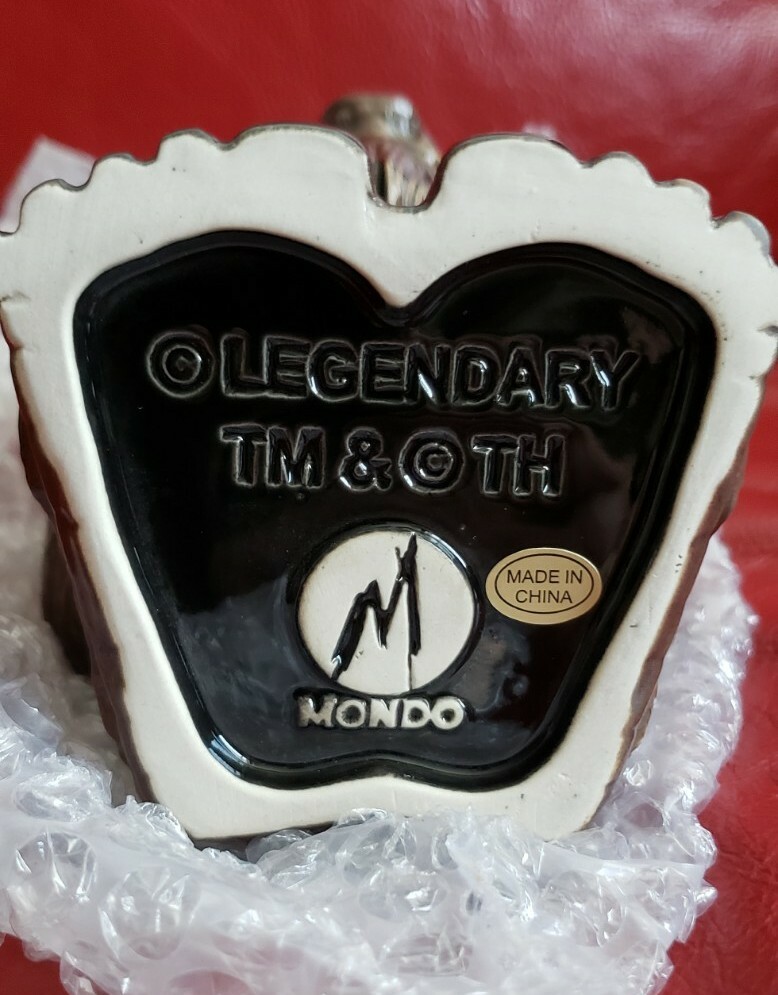 ©LEGENDARY
TM & © TH
MADE IN
CHINA
MONDO